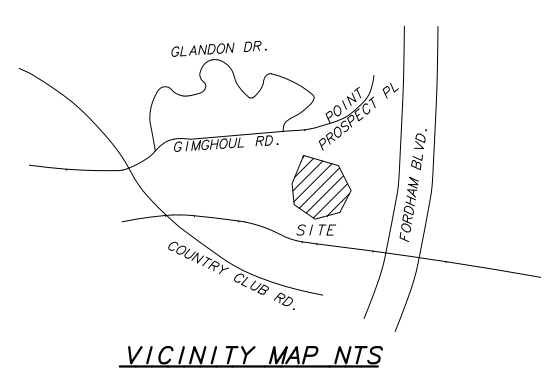 GLANDON DR.
POINT
PROSPECT PL
GIMGHOUL RD.
FORDHAM BLVD.
SITE
COUNTRY CLUB RD.
VICINITY MAP NTS